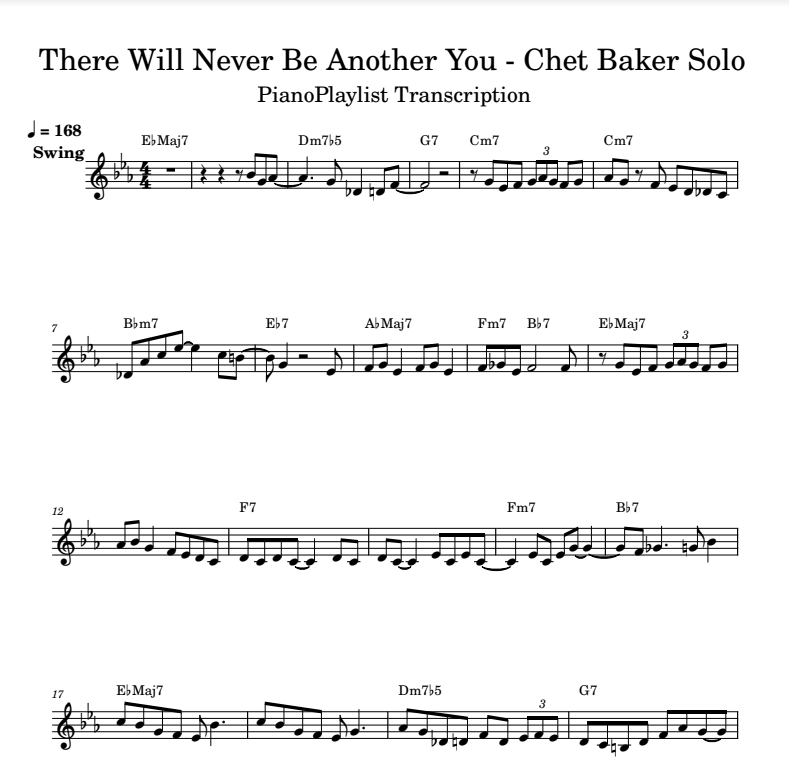 There Will Never Be Another You - Chet Baker Solo
PianoPlaylist Transcription
♩ = 168
Swing
E♭Maj7 Dm7♭5 G7 Cm7 Cm7
4/4 3
7 B♭m7 E♭7 A♭Maj7 Fm7 B♭7 E♭Maj7
3
12 F7 Fm7 B♭7
17 E♭Maj7 Dm7♭5 G7
3